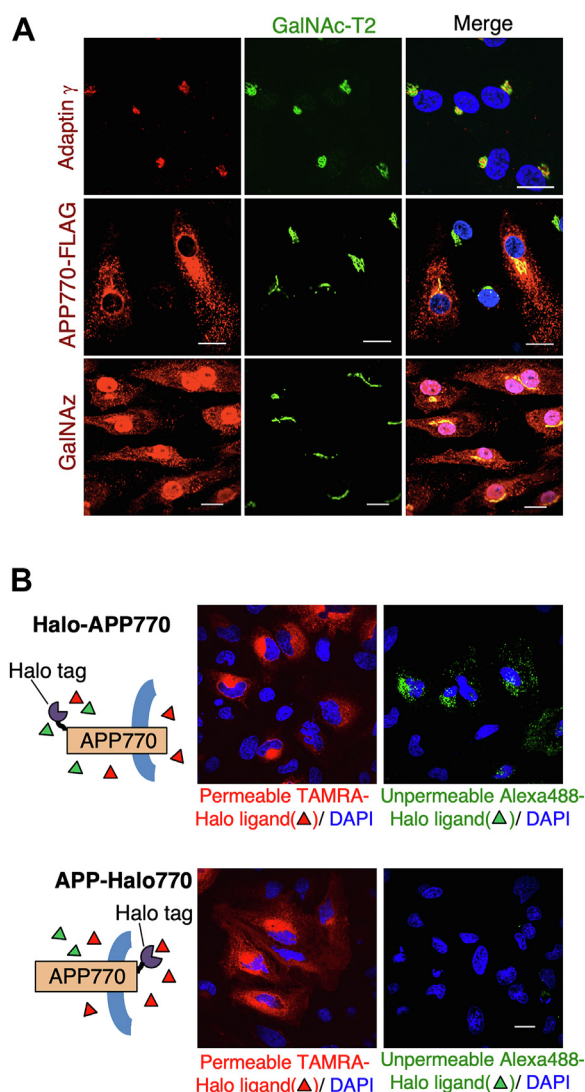 A
GalNAc-T2
Merge
Adaptin γ
APP770-FLAG
GalNAz
B
Halo-APP770
Halo tag
APP770
Permeable TAMRA-
Halo ligand(▲)/ DAPI
Unpermeable Alexa488-
Halo ligand(▲)/ DAPI
APP-Halo770
Halo tag
APP770
Permeable TAMRA-
Halo ligand(▲)/ DAPI
Unpermeable Alexa488-
Halo ligand(▲)/ DAPI